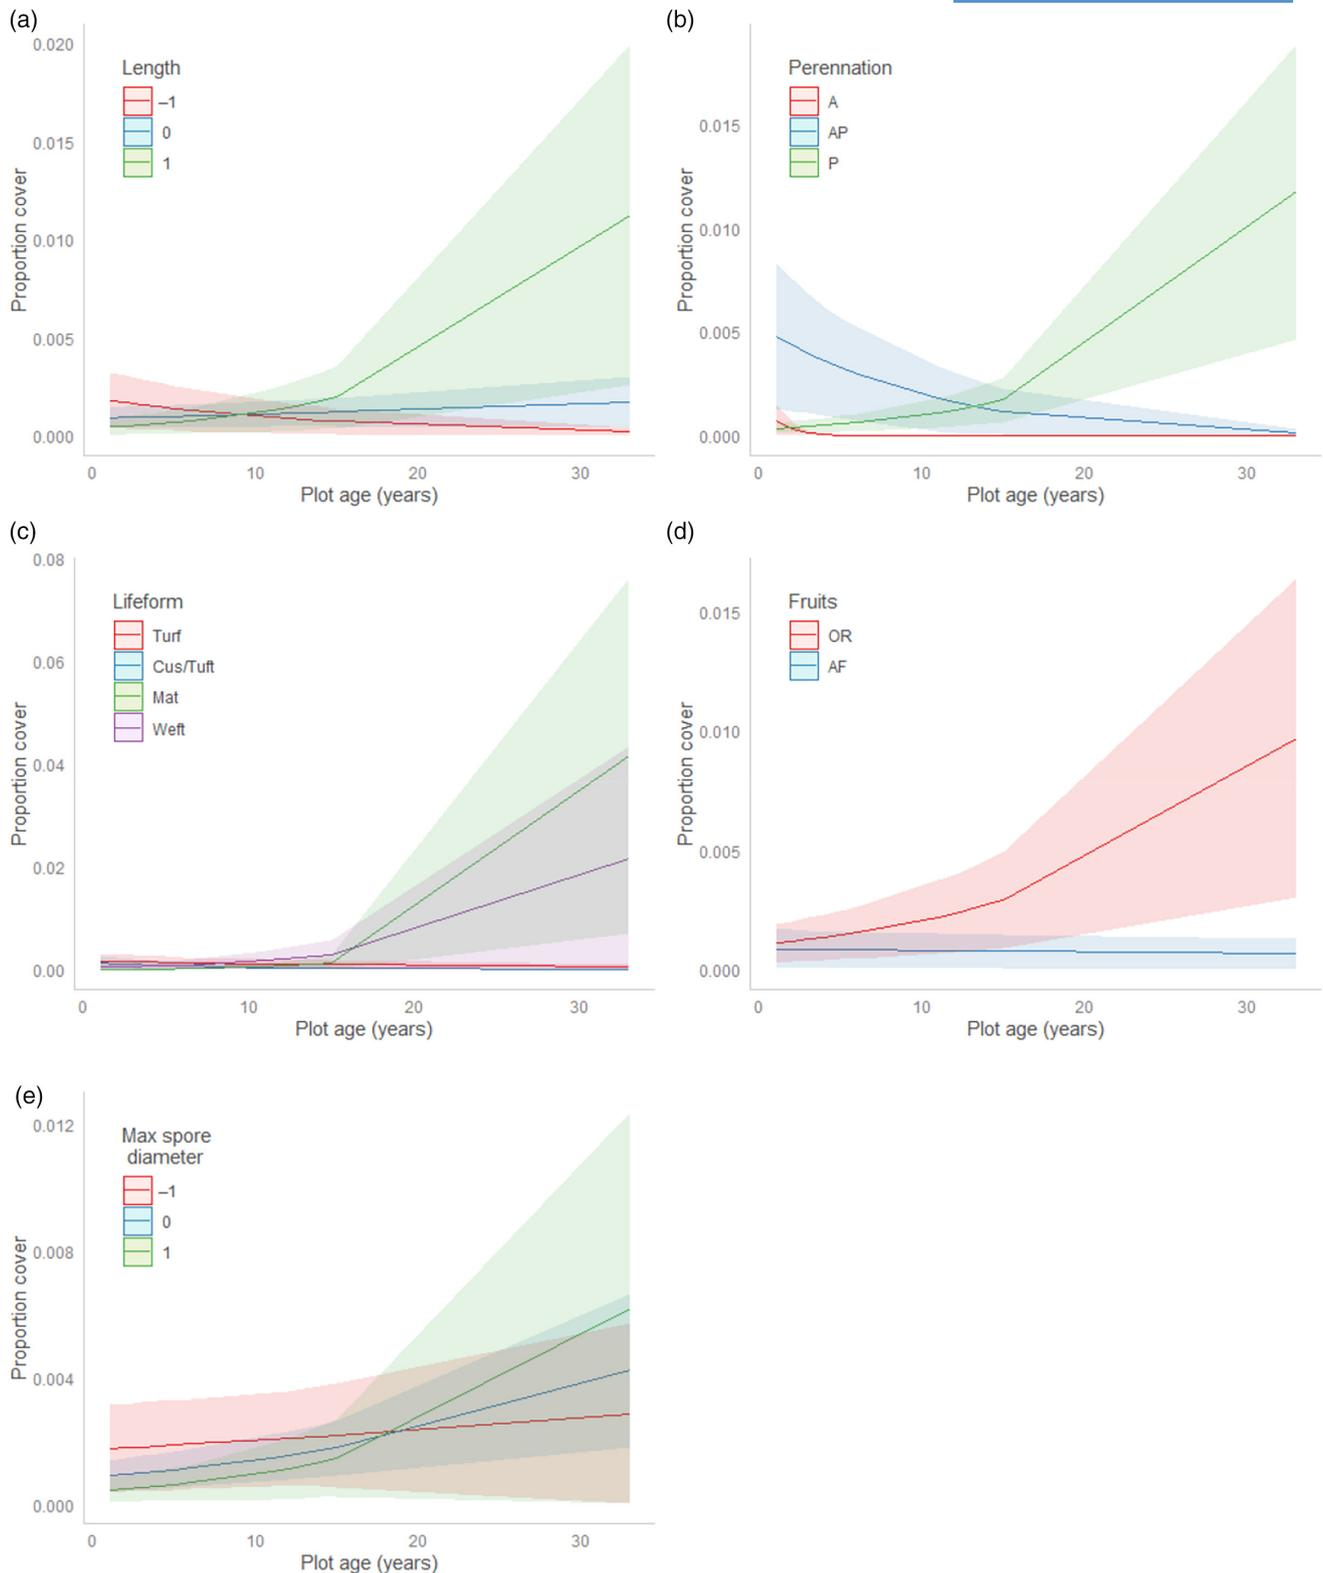 (a)
Length
–1
0
1
0.020
0.015
0.010
0.005
0.000
Proportion cover
0 10 20 30
Plot age (years)
(b)
Perennation
A
AP
P
0.015
0.010
0.005
0.000
Proportion cover
0 10 20 30
Plot age (years)
(c)
Lifeform
Turf
Cus/Tuft
Mat
Weft
0.08
0.06
0.04
0.02
0.00
Proportion cover
0 10 20 30
Plot age (years)
(d)
Fruits
OR
AF
0.015
0.010
0.005
0.000
Proportion cover
0 10 20 30
Plot age (years)
(e)
Max spore
diameter
–1
0
1
0.012
0.008
0.004
0.000
Proportion cover
0 10 20 30
Plot age (years)